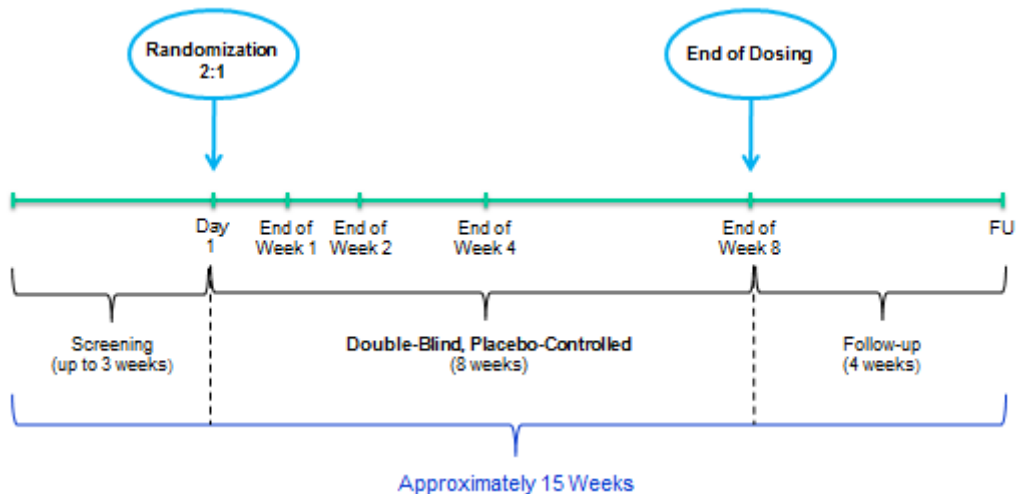 Randomization
2:1
End of Dosing
Day
1
End of
Week 1
End of
Week 2
End of
Week 4
End of
Week 8
FU
Screening
(up to 3 weeks)
Double-Blind, Placebo-Controlled
(8 weeks)
Follow-up
(4 weeks)
Approximately 15 Weeks